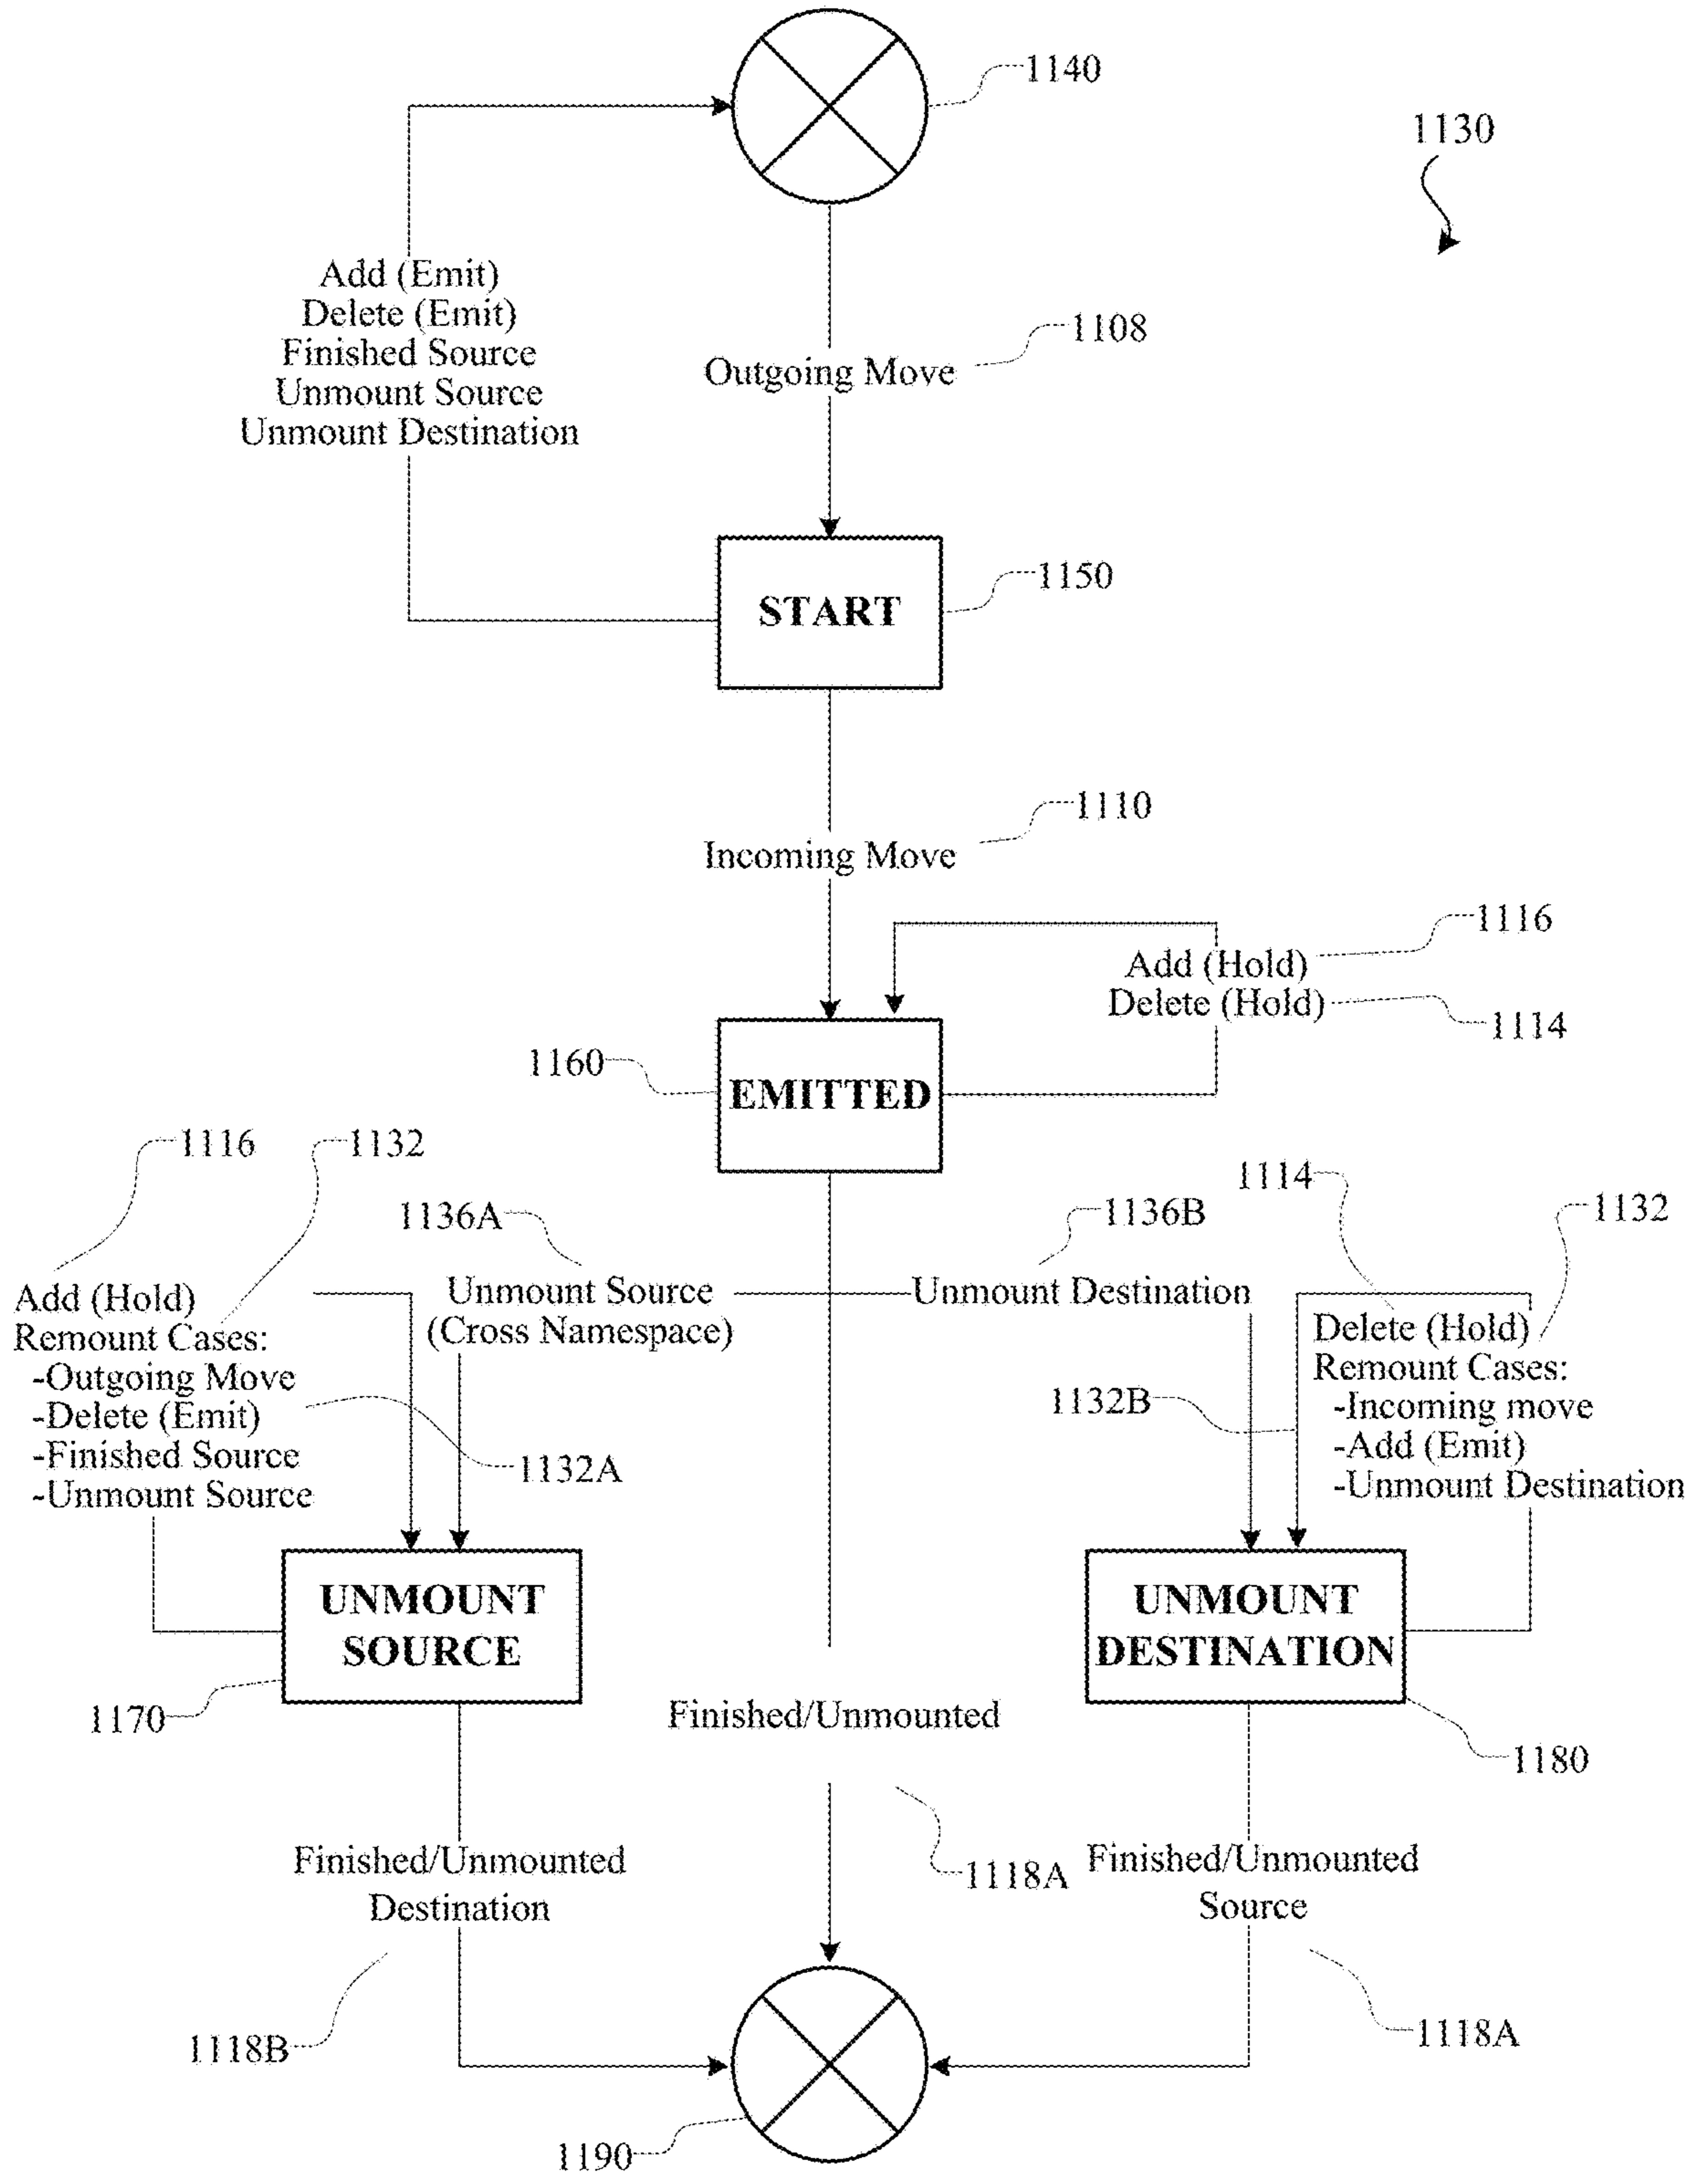 1140
1130
Add (Emit)
Delete (Emit)
Finished Source
Unmount Source
Unmount Destination
1108
Outgoing Move
1150
START
1110
Incoming Move
1116
Add (Hold)
Delete (Hold)
1114
1160
EMITTED
1116
1132
1136A
1136B
1114
1132
Add (Hold)
Remount Cases:
-Outgoing Move
-Delete (Emit)
-Finished Source
-Unmount Source
1132A
Unmount Source
(Cross Namespace)
Unmount Destination
1132B
Delete (Hold)
Remount Cases:
-Incoming move
-Add (Emit)
-Unmount Destination
UNMOUNT
SOURCE
1170
Finished/Unmounted
UNMOUNT
DESTINATION
1180
Finished/Unmounted
Destination
1118A
Finished/Unmounted
Source
1118B
1118A
1190